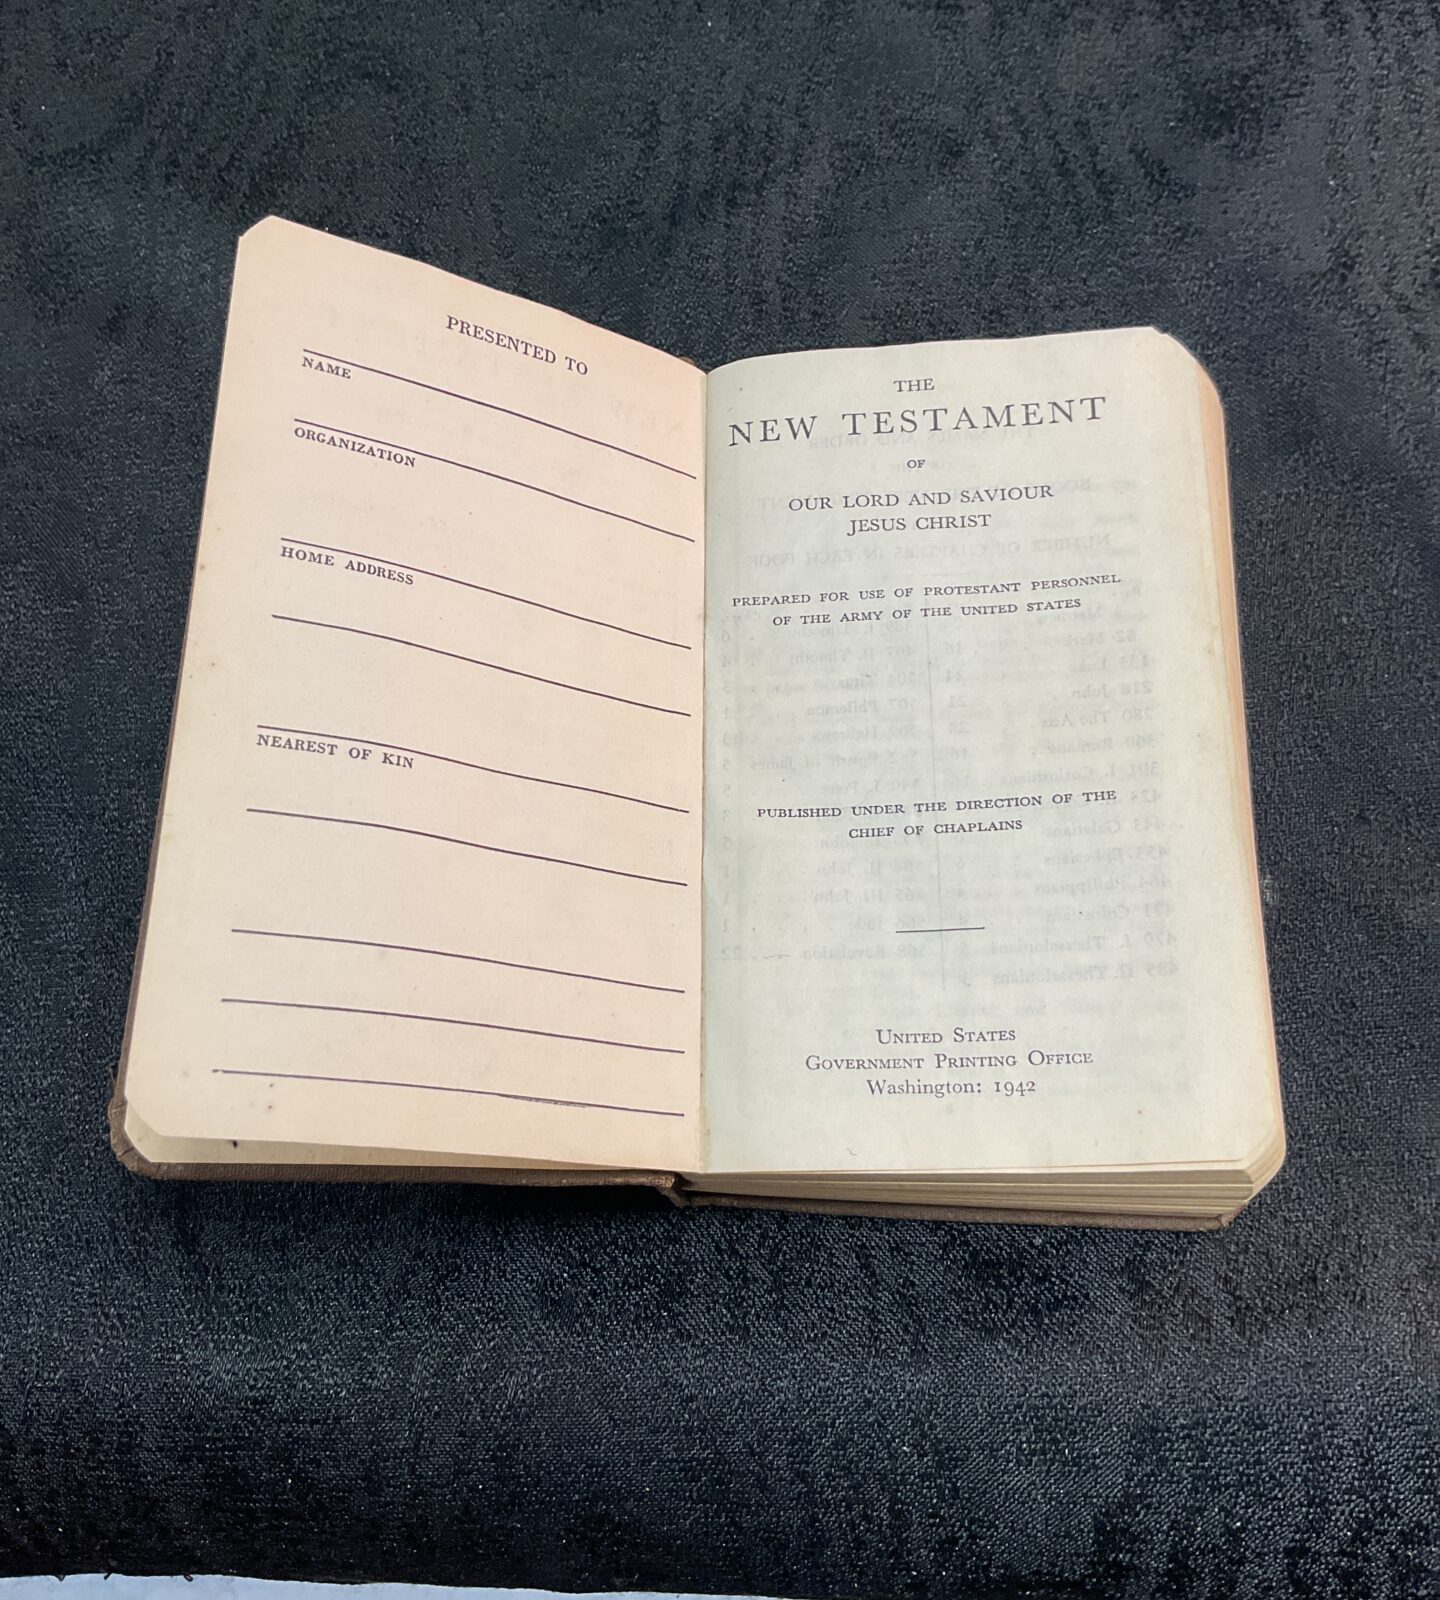 PRESENTED TO
NAME
ORGANIZATION
HOME ADDRESS
NEAREST OF KIN
THE
NEW TESTAMENT
OF
OUR LORD AND SAVIOUR
JESUS CHRIST
PREPARED FOR USE OF PROTESTANT PERSONNEL
OF THE ARMY OF THE UNITED STATES
PUBLISHED UNDER THE DIRECTION OF THE
CHIEF OF CHAPLAINS
UNITED STATES
GOVERNMENT PRINTING OFFICE
Washington: 1942